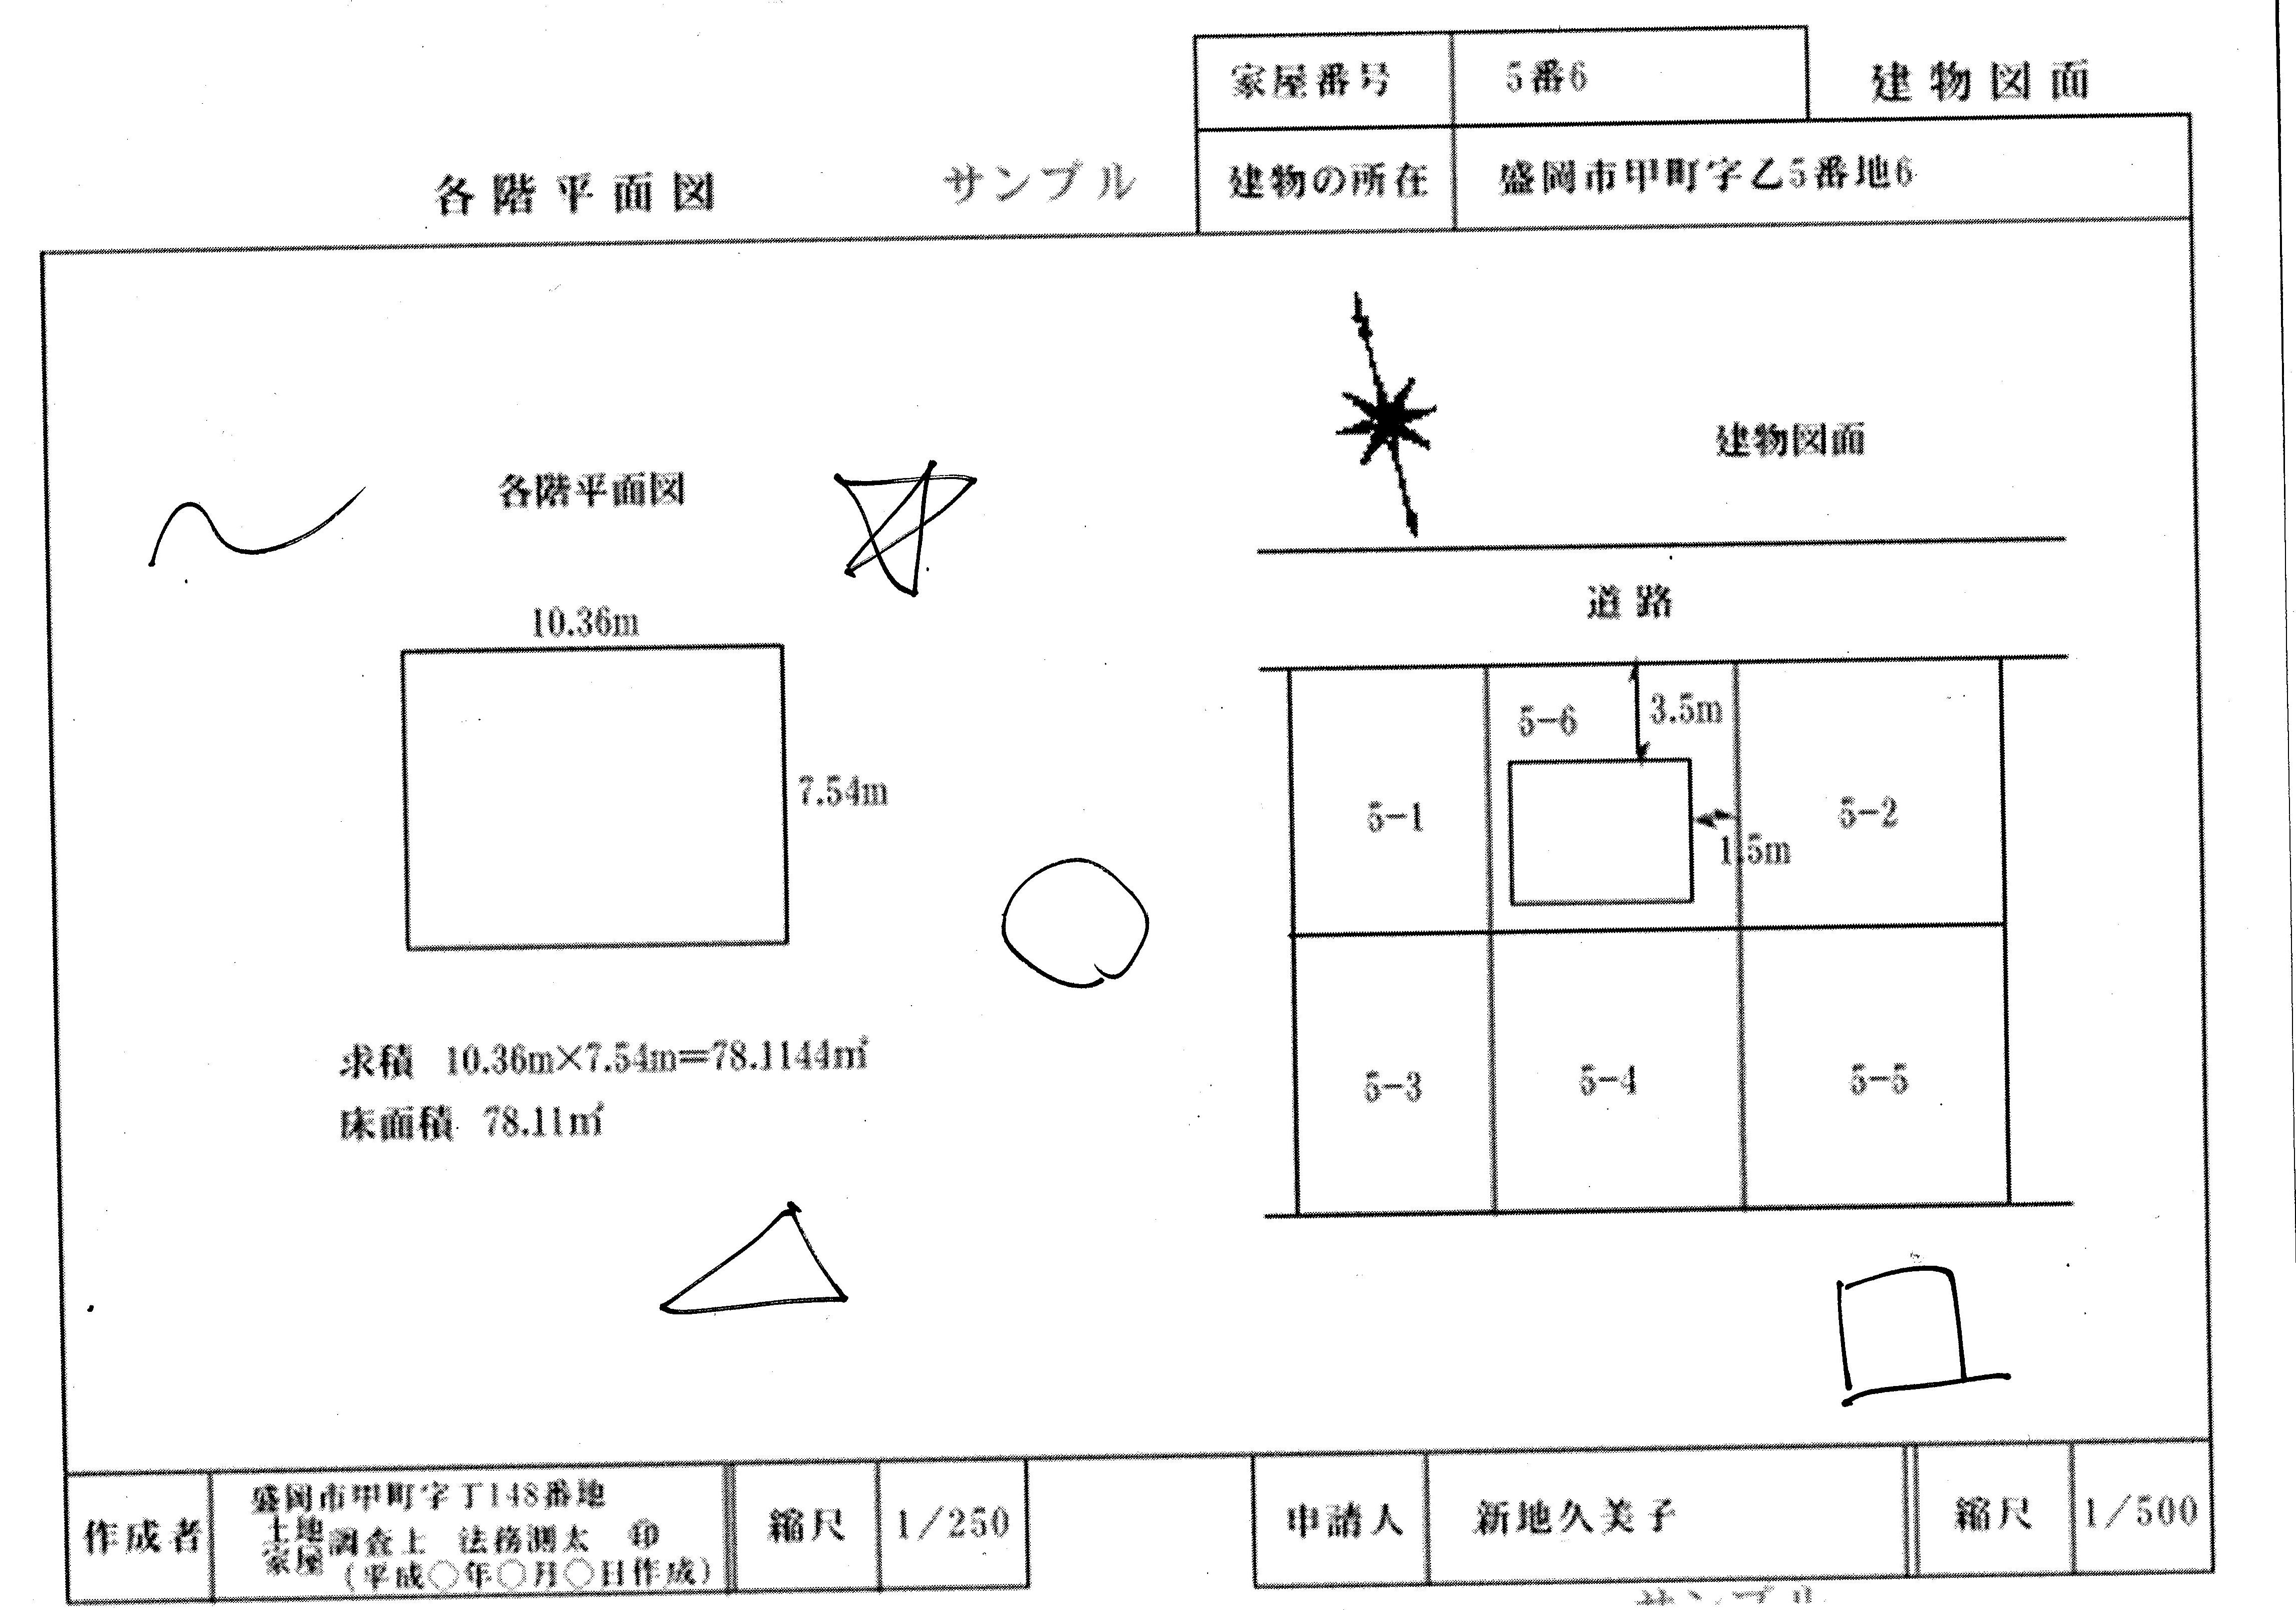 家屋番号 5番6 建物図面
各階平面図 サンプル 建物の所在 盛岡市甲町字乙5番地6
建物図面
各階平面図
道路
10.36m
5-6 3.5m
7.54m
5-1 5-2
1.5m
求積 10.36m×7.54m=78.1144㎡
床面積 78.11㎡
5-3 5-4 5-5
作成者 盛岡市甲町字丁148番地
土地家屋調査士 法務測太 ㊞
(平成○年○月○日作成)
縮尺 1/250
申請人 新地久美子 縮尺 1/500
サンプル